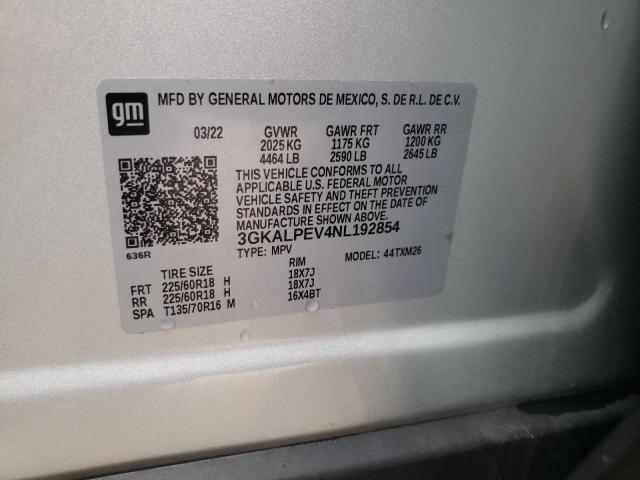 gm MFD BY GENERAL MOTORS DE MEXICO, S. DE R.L. DE C.V.
03/22 GVWR GAWR FRT GAWR RR
2025 KG 1175 KG 1200 KG
4464 LB 2590 LB 2645 LB
THIS VEHICLE CONFORMS TO ALL
APPLICABLE U.S. FEDERAL MOTOR
VEHICLE SAFETY AND THEFT PREVENTION
STANDARDS IN EFFECT ON THE DATE OF
MANUFACTURE SHOWN ABOVE.
3GKALPEV4NL192854
636R TYPE: MPV MODEL: 44TXM26
TIRE SIZE RIM
FRT 225/60R18 H 18X7J
RR 225/60R18 H 18X7J
SPA T135/70R16 M 16X4BT